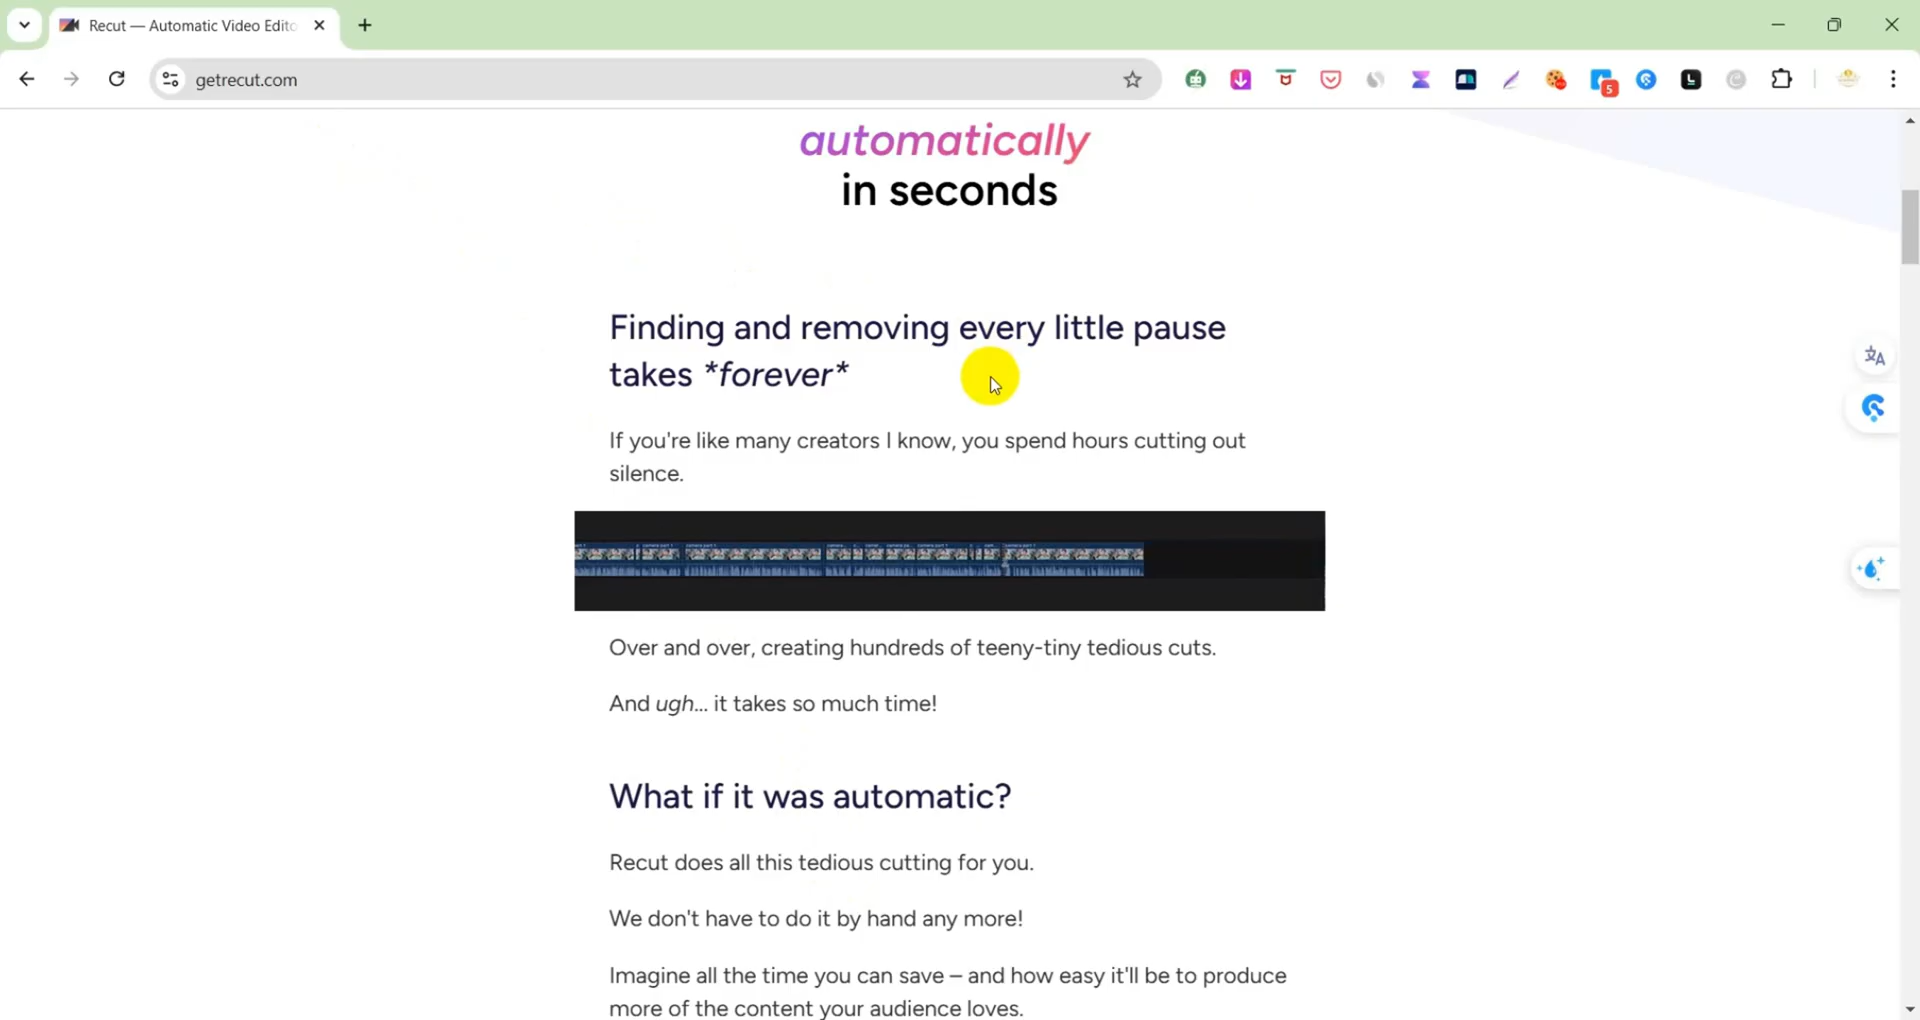 Recut — Automatic Video Edito
getrecut.com
5
automatically
in seconds
Finding and removing every little pause
takes *forever*
If you're like many creators I know, you spend hours cutting out
silence.
Over and over, creating hundreds of teeny-tiny tedious cuts.
And ugh... it takes so much time!
What if it was automatic?
Recut does all this tedious cutting for you.
We don't have to do it by hand any more!
Imagine all the time you can save – and how easy it'll be to produce
more of the content your audience loves.